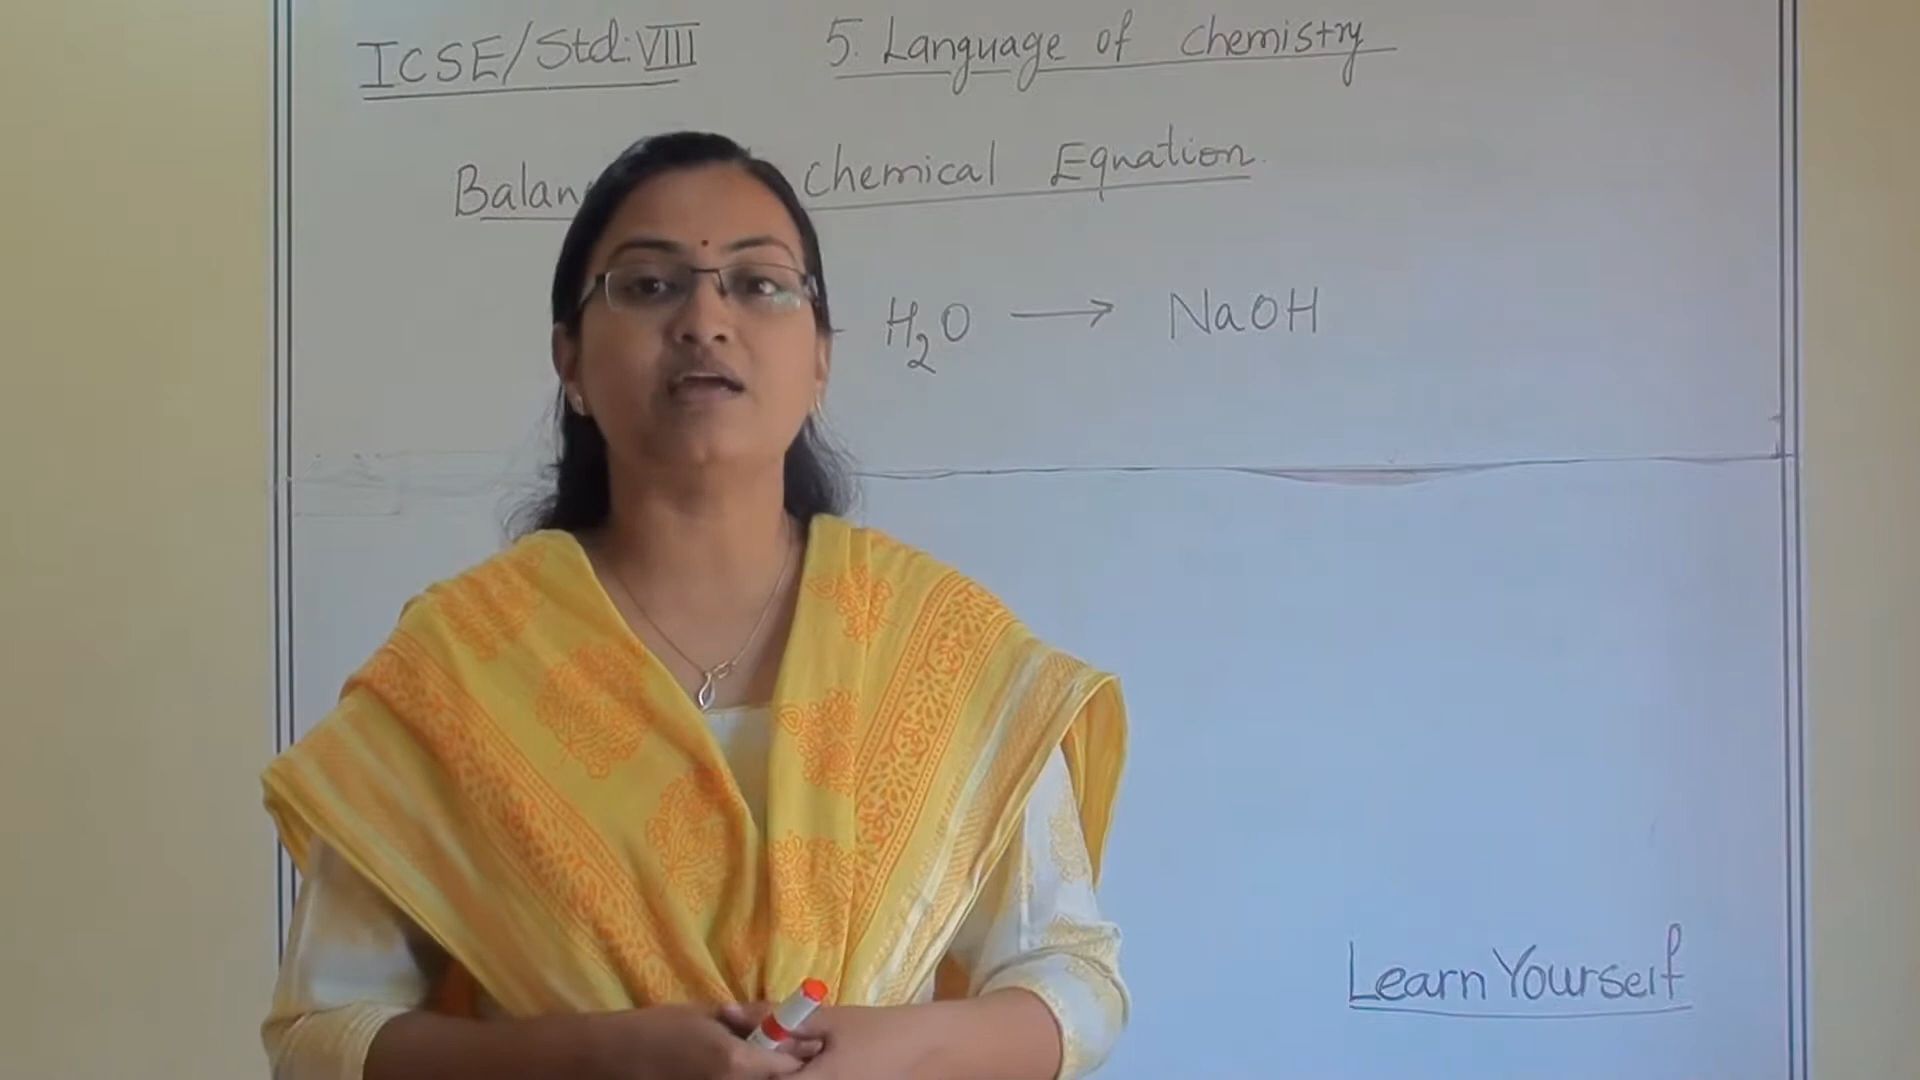 ICSE/Std:VIII 5. Language of Chemistry
Chemical Equation
H₂O ⟶ NaOH
Learn Yourself